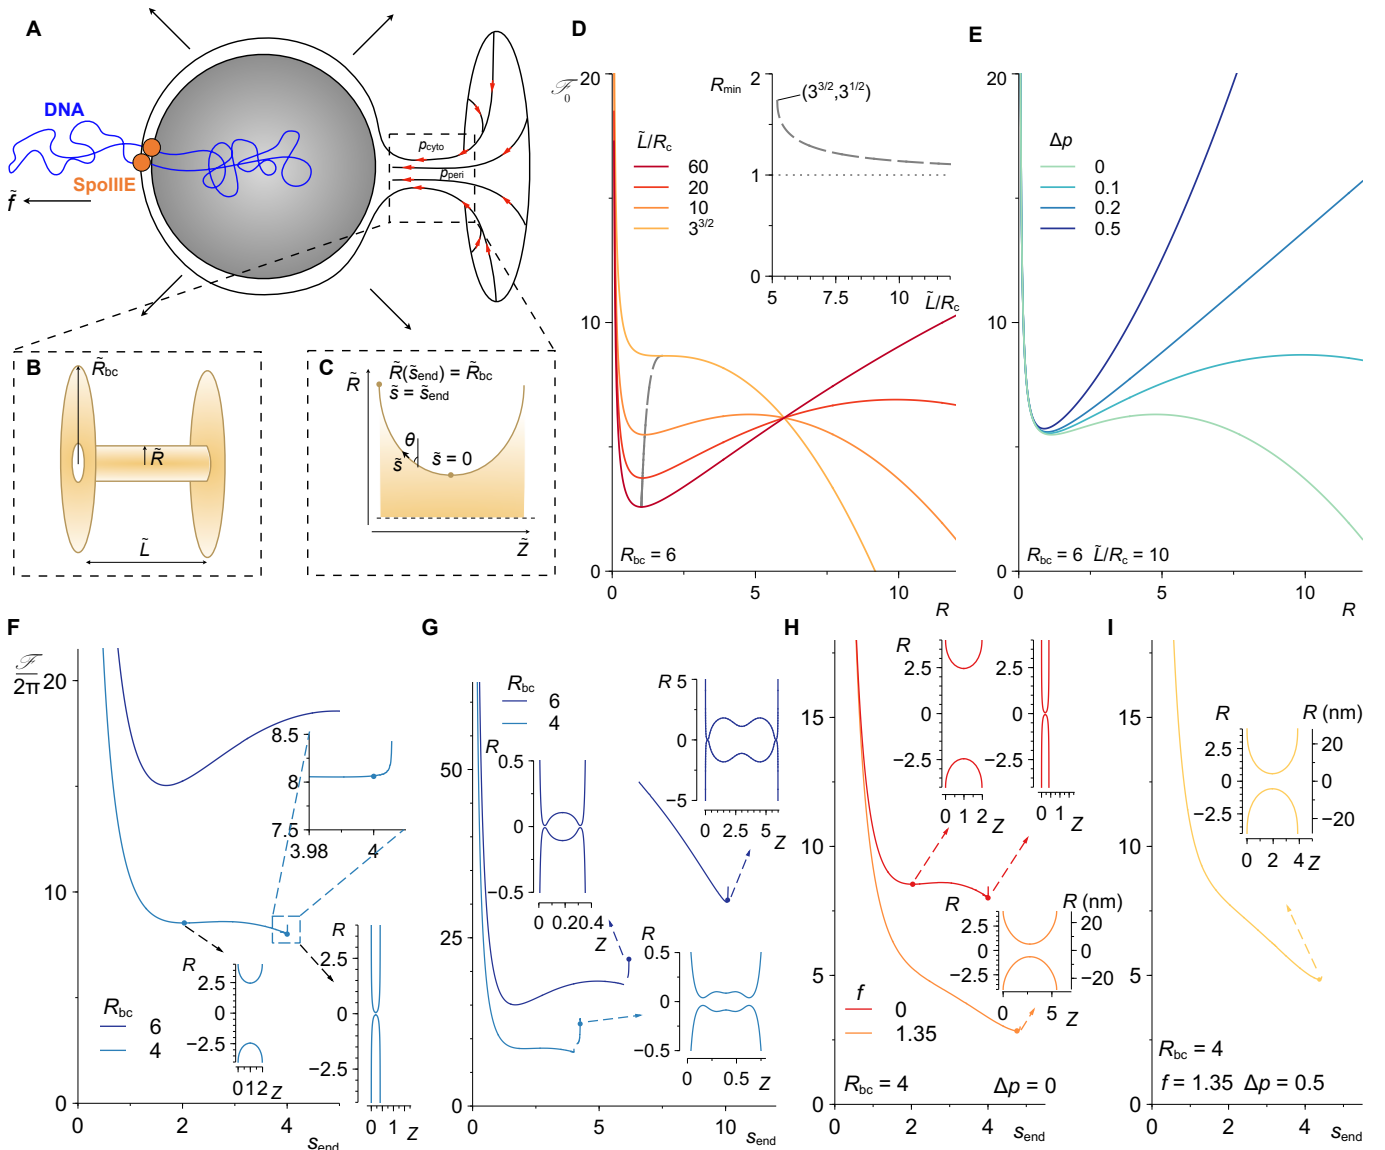 A
DNA
SpoIIIE
f̃
p_cyto
p_peri
B
R̃_bc
R̃
L̃
C
R̃
R̃(s̃_end) = R̃_bc
s̃ = s̃_end
θ
s̃
s̃ = 0
Z̃
D
ℱ_0
20
10
0
0
5
10
R
L̃/R_c
60
20
10
3^{3/2}
R_bc = 6
R_min
2
1
0
5
7.5
10
L̃/R_c
(3^{3/2},3^{1/2})
E
20
10
0
0
5
10
R
Δp
0
0.1
0.2
0.5
R_bc = 6 L̃/R_c = 10
F
ℱ
2π
20
10
0
0
2
4
s_end
R_bc
6
4
8.5
8
7.5
3.98
4
R
2.5
0
−2.5
0 1 2 Z
R
2.5
0
−2.5
0 1 Z
G
R_bc
6
4
50
25
0
0
5
10
s_end
R
0.5
0
−0.5
0
0.2
0.4
Z
R 5
0
−5
0 2.5 5 Z
R
0.5
0
−0.5
0
0.5
Z
H
15
10
5
0
0
2
4
s_end
R
2.5
0
−2.5
0 1 2 Z
R
2.5
0
−2.5
0 1 Z
R
R (nm)
2.5
0
−2.5
20
0
−20
0
5
Z
f
0
1.35
R_bc = 4
Δp = 0
I
15
10
5
0
0
2
4
s_end
R
R (nm)
2.5
0
−2.5
20
0
−20
0 2 4 Z
R_bc = 4
f = 1.35 Δp = 0.5